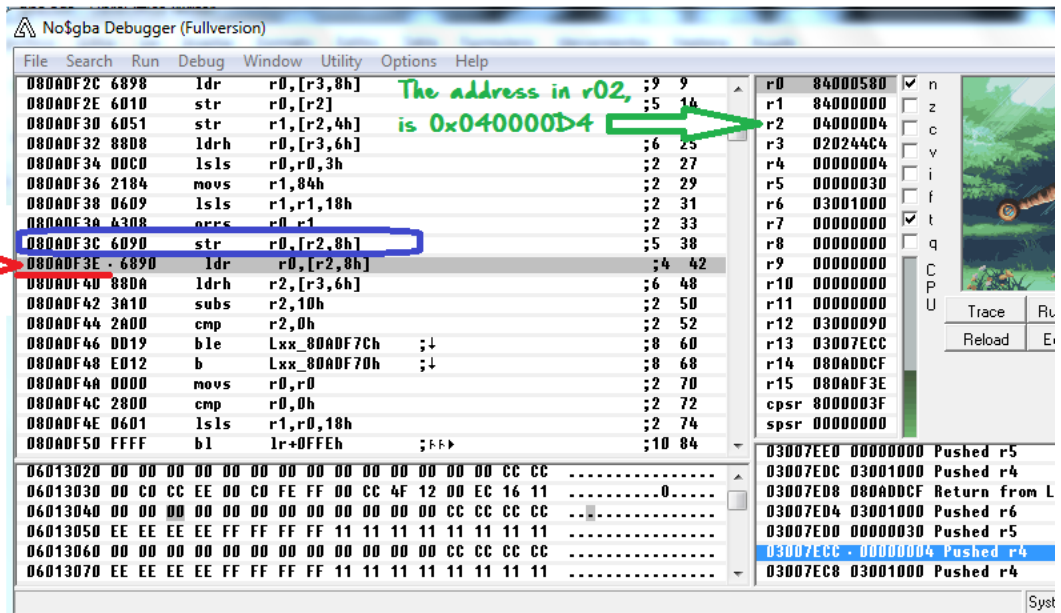 No$gba Debugger (Fullversion)
File Search Run Debug Window Utility Options Help
The address in r02,
is 0x040000D4
080ADF2C 6898 ldr r0,[r3,8h] ;9 9
080ADF2E 6010 str r0,[r2] ;5 14
080ADF30 6051 str r1,[r2,4h]
080ADF32 88D8 ldrh r0,[r3,6h] ;6 25
080ADF34 00C0 lsls r0,r0,3h ;2 27
080ADF36 2184 movs r1,84h ;2 29
080ADF38 0609 lsls r1,r1,18h ;2 31
080ADF3A 4308 orrs r0,r1 ;2 33
080ADF3C 6090 str r0,[r2,8h] ;5 38
080ADF3E · 6890 ldr r0,[r2,8h] ;4 42
080ADF40 88DA ldrh r2,[r3,6h] ;6 48
080ADF42 3A10 subs r2,10h ;2 50
080ADF44 2A00 cmp r2,0h ;2 52
080ADF46 DD19 ble Lxx_80ADF7Ch ;↓ ;8 60
080ADF48 E012 b Lxx_80ADF70h ;↓ ;8 68
080ADF4A 0000 movs r0,r0 ;2 70
080ADF4C 2800 cmp r0,0h ;2 72
080ADF4E 0601 lsls r1,r0,18h ;2 74
080ADF50 FFFF bl lr+0FFEh ;10 84
r0 84000580 n
r1 84000000 z
r2 040000D4 c
r3 020244C4 v
r4 00000004 i
r5 00000030 f
r6 03001000
r7 00000000 t
r8 00000000 q
r9 00000000
r10 00000000
r11 00000000
r12 03000090
r13 03007ECC
r14 080ADDCF
r15 080ADF3E
cpsr 8000003F
spsr 00000000
CPU
Trace Ru
Reload E
06013020 00 00 00 00 00 00 00 00 00 00 00 00 00 00 CC CC ................
06013030 00 C0 CC EE 00 C0 FE FF 00 CC 4F 12 00 EC 16 11 ..........O.....
06013040 00 00 00 00 00 00 00 00 00 00 00 00 CC CC CC CC ................
06013050 EE EE EE EE FF FF FF FF 11 11 11 11 11 11 11 11 ................
06013060 00 00 00 00 00 00 00 00 00 00 00 00 CC CC CC CC ................
06013070 EE EE EE EE FF FF FF FF 11 11 11 11 11 11 11 11 ................
03007EE0 00000000 Pushed r5
03007EDC 03001000 Pushed r4
03007ED8 080ADDCF Return from L
03007ED4 03001000 Pushed r6
03007ED0 00000030 Pushed r5
03007ECC · 00000004 Pushed r4
03007EC8 03001000 Pushed r4
Syst